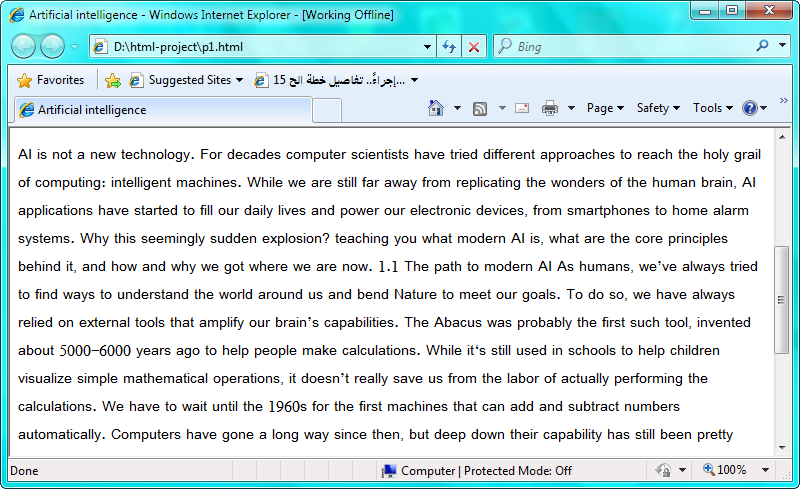 Artificial intelligence - Windows Internet Explorer - [Working Offline]
D:\html-project\p1.html
Bing
Favorites
Suggested Sites
إجراءً.. تفاصيل خطة الح 15...
Artificial intelligence
Page
Safety
Tools
AI is not a new technology. For decades computer scientists have tried different approaches to reach the holy grail
of computing: intelligent machines. While we are still far away from replicating the wonders of the human brain, AI
applications have started to fill our daily lives and power our electronic devices, from smartphones to home alarm
systems. Why this seemingly sudden explosion? teaching you what modern AI is, what are the core principles
behind it, and how and why we got where we are now. 1.1 The path to modern AI As humans, we’ve always tried
to find ways to understand the world around us and bend Nature to meet our goals. To do so, we have always
relied on external tools that amplify our brain’s capabilities. The Abacus was probably the first such tool, invented
about 5000–6000 years ago to help people make calculations. While it‘s still used in schools to help children
visualize simple mathematical operations, it doesn’t really save us from the labor of actually performing the
calculations. We have to wait until the 1960s for the first machines that can add and subtract numbers
automatically. Computers have gone a long way since then, but deep down their capability has still been pretty
Done
Computer | Protected Mode: Off
100%